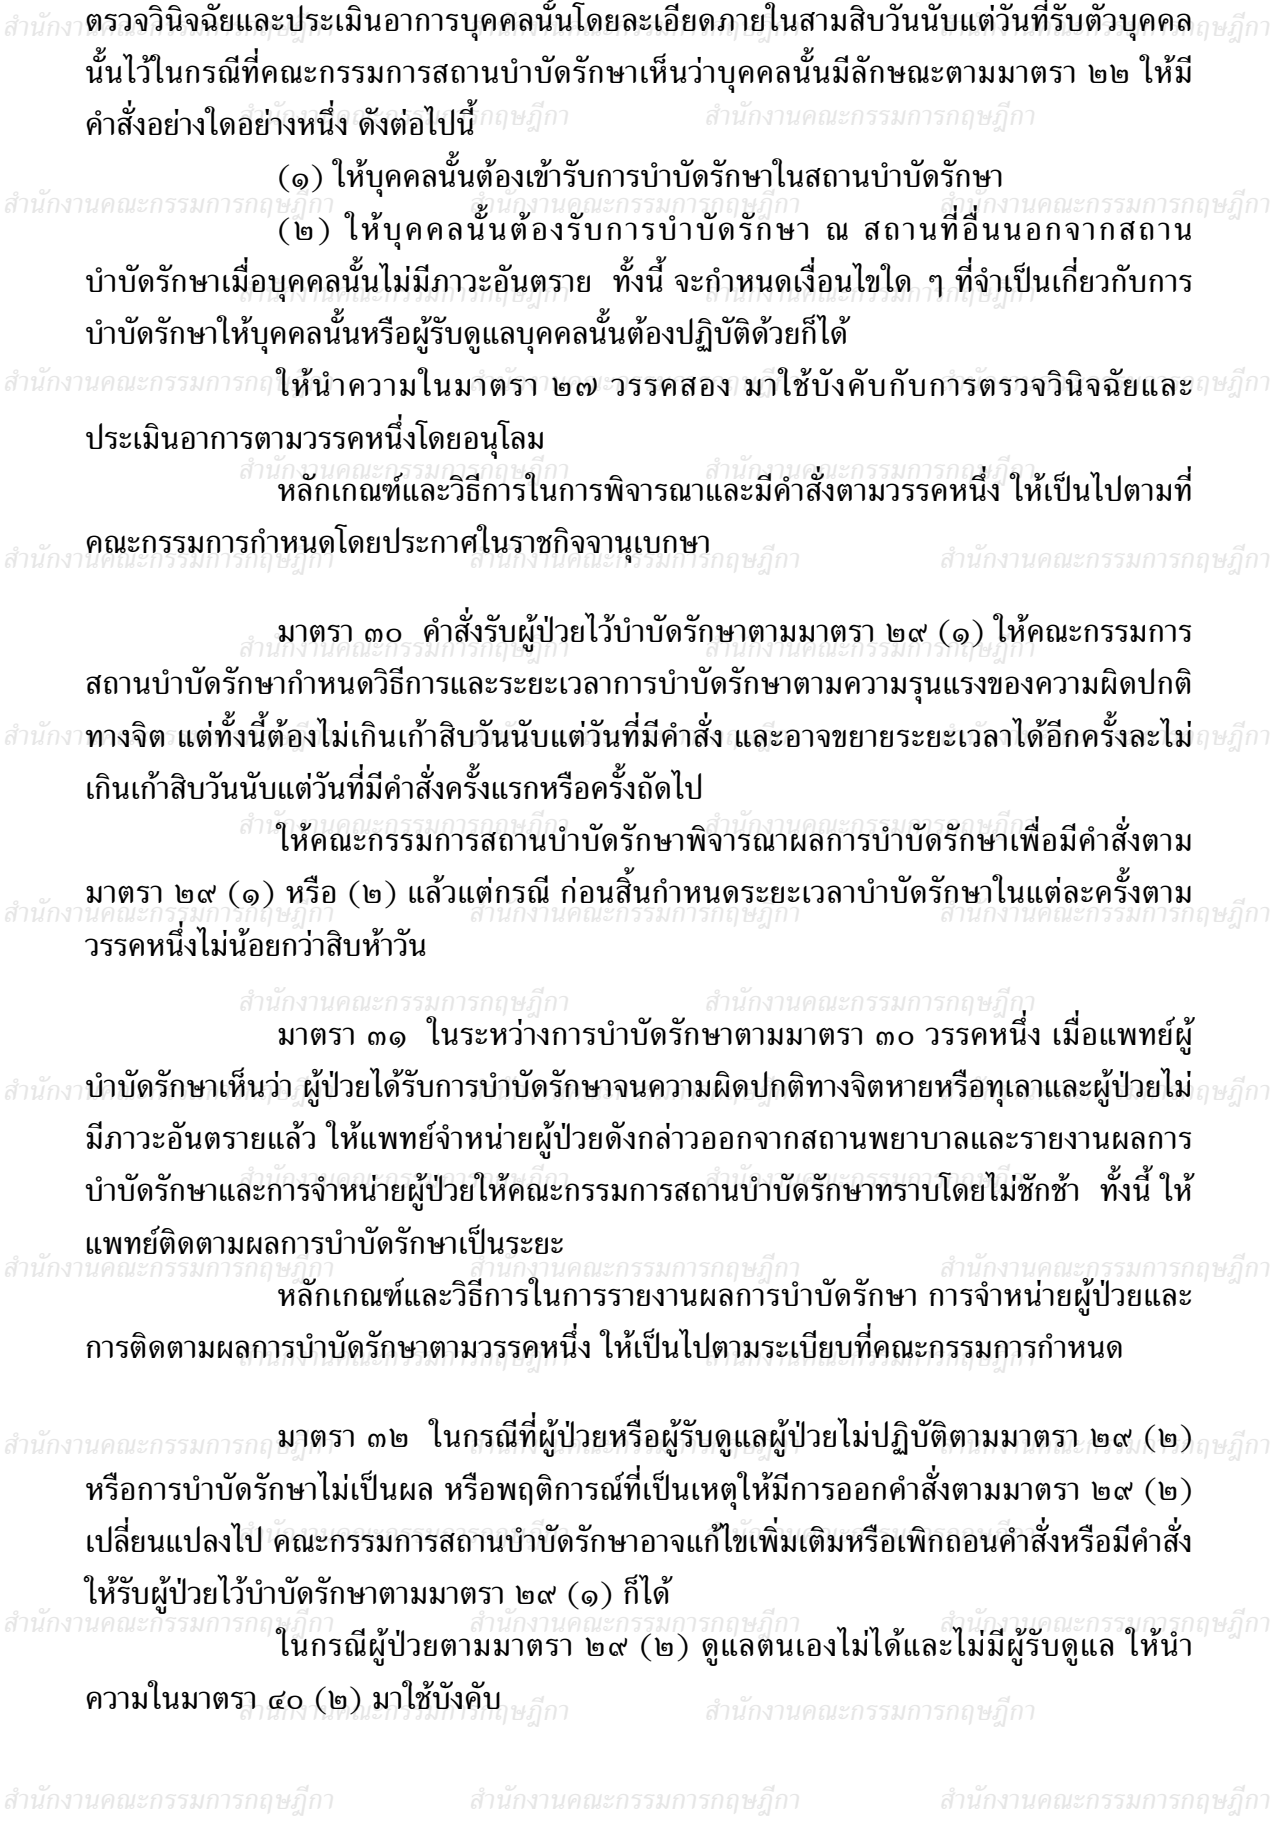 ตรวจวินิจฉัยและประเมินอาการบุคคลนั้นโดยละเอียดภายในสามสิบวันนับแต่วันที่รับตัวบุคคล
นั้นไว้ในกรณีที่คณะกรรมการสถานบำบัดรักษาเห็นว่าบุคคลนั้นมีลักษณะตามมาตรา ๒๒ ให้มี
คำสั่งอย่างใดอย่างหนึ่ง ดังต่อไปนี้
(๑) ให้บุคคลนั้นต้องเข้ารับการบำบัดรักษาในสถานบำบัดรักษา
(๒) ให้บุคคลนั้นต้องรับการบำบัดรักษา ณ สถานที่อื่นนอกจากสถาน
บำบัดรักษาเมื่อบุคคลนั้นไม่มีภาวะอันตราย ทั้งนี้ จะกำหนดเงื่อนไขใด ๆ ที่จำเป็นเกี่ยวกับการ
บำบัดรักษาให้บุคคลนั้นหรือผู้รับดูแลบุคคลนั้นต้องปฏิบัติด้วยก็ได้
ให้นำความในมาตรา ๒๗ วรรคสอง มาใช้บังคับกับการตรวจวินิจฉัยและ
ประเมินอาการตามวรรคหนึ่งโดยอนุโลม
หลักเกณฑ์และวิธีการในการพิจารณาและมีคำสั่งตามวรรคหนึ่ง ให้เป็นไปตามที่
คณะกรรมการกำหนดโดยประกาศในราชกิจจานุเบกษา
มาตรา ๓๐ คำสั่งรับผู้ป่วยไว้บำบัดรักษาตามมาตรา ๒๙ (๑) ให้คณะกรรมการ
สถานบำบัดรักษากำหนดวิธีการและระยะเวลาการบำบัดรักษาตามความรุนแรงของความผิดปกติ
ทางจิต แต่ทั้งนี้ต้องไม่เกินเก้าสิบวันนับแต่วันที่มีคำสั่ง และอาจขยายระยะเวลาได้อีกครั้งละไม่
เกินเก้าสิบวันนับแต่วันที่มีคำสั่งครั้งแรกหรือครั้งถัดไป
ให้คณะกรรมการสถานบำบัดรักษาพิจารณาผลการบำบัดรักษาเพื่อมีคำสั่งตาม
มาตรา ๒๙ (๑) หรือ (๒) แล้วแต่กรณี ก่อนสิ้นกำหนดระยะเวลาบำบัดรักษาในแต่ละครั้งตาม
วรรคหนึ่งไม่น้อยกว่าสิบห้าวัน
มาตรา ๓๑ ในระหว่างการบำบัดรักษาตามมาตรา ๓๐ วรรคหนึ่ง เมื่อแพทย์ผู้
บำบัดรักษาเห็นว่า ผู้ป่วยได้รับการบำบัดรักษาจนความผิดปกติทางจิตหายหรือทุเลาและผู้ป่วยไม่
มีภาวะอันตรายแล้ว ให้แพทย์จำหน่ายผู้ป่วยดังกล่าวออกจากสถานพยาบาลและรายงานผลการ
บำบัดรักษาและการจำหน่ายผู้ป่วยให้คณะกรรมการสถานบำบัดรักษาทราบโดยไม่ชักช้า ทั้งนี้ ให้
แพทย์ติดตามผลการบำบัดรักษาเป็นระยะ
หลักเกณฑ์และวิธีการในการรายงานผลการบำบัดรักษา การจำหน่ายผู้ป่วยและ
การติดตามผลการบำบัดรักษาตามวรรคหนึ่ง ให้เป็นไปตามระเบียบที่คณะกรรมการกำหนด
มาตรา ๓๒ ในกรณีที่ผู้ป่วยหรือผู้รับดูแลผู้ป่วยไม่ปฏิบัติตามมาตรา ๒๙ (๒)
หรือการบำบัดรักษาไม่เป็นผล หรือพฤติการณ์ที่เป็นเหตุให้มีการออกคำสั่งตามมาตรา ๒๙ (๒)
เปลี่ยนแปลงไป คณะกรรมการสถานบำบัดรักษาอาจแก้ไขเพิ่มเติมหรือเพิกถอนคำสั่งหรือมีคำสั่ง
ให้รับผู้ป่วยไว้บำบัดรักษาตามมาตรา ๒๙ (๑) ก็ได้
ในกรณีผู้ป่วยตามมาตรา ๒๙ (๒) ดูแลตนเองไม่ได้และไม่มีผู้รับดูแล ให้นำ
ความในมาตรา ๔๐ (๒) มาใช้บังคับ
สำนักงานคณะกรรมการกฤษฎีกา สำนักงานคณะกรรมการกฤษฎีกา สำนักงานคณะกรรมการกฤษฎีกา